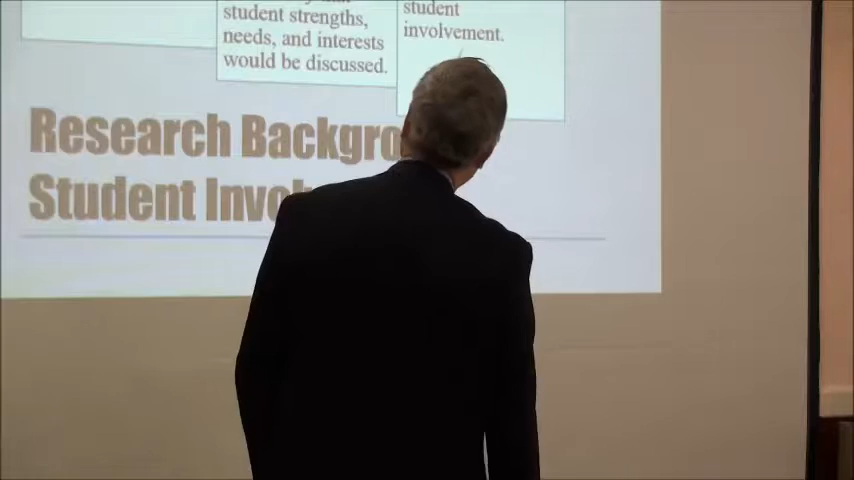 student strengths,
needs, and interests
would be discussed.
student
involvement.
Research Backgro
Student Invol